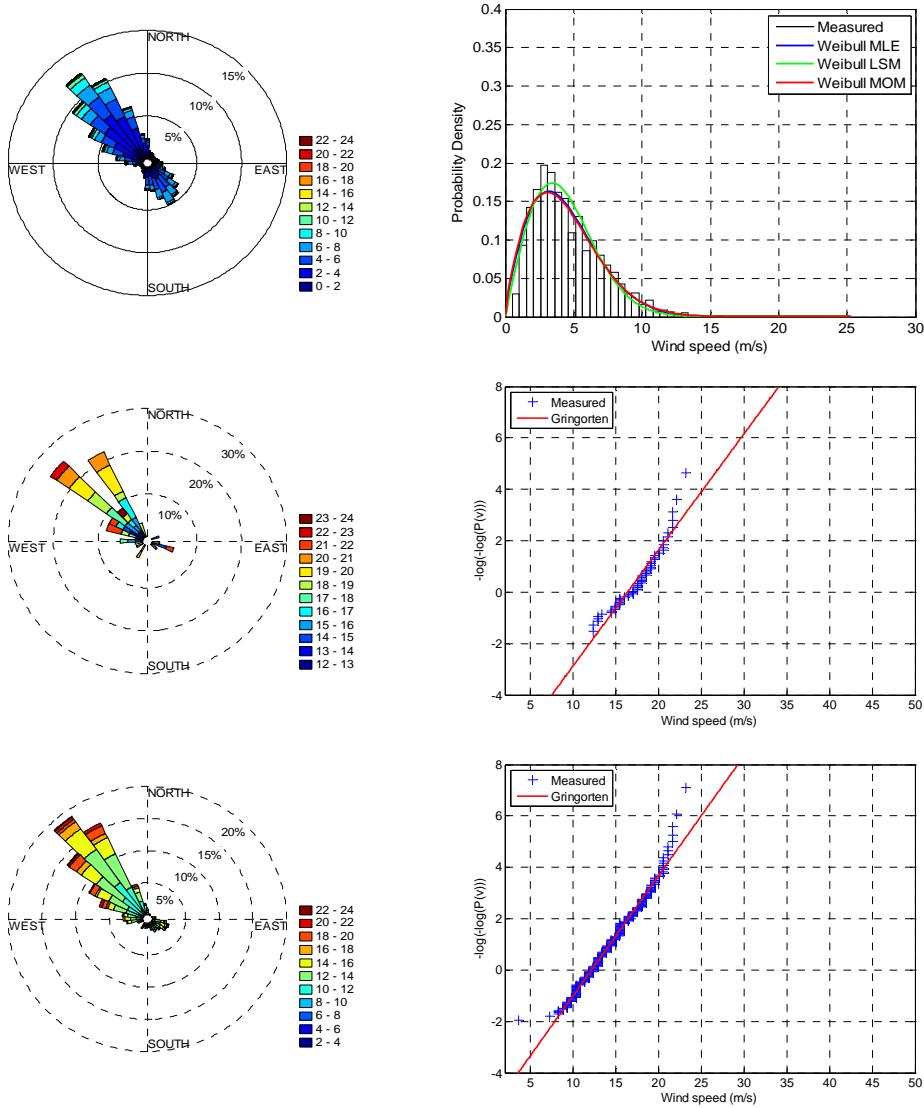 NORTH
15%
10%
5%
WEST
EAST
SOUTH
22 - 24
20 - 22
18 - 20
16 - 18
14 - 16
12 - 14
10 - 12
8 - 10
6 - 8
4 - 6
2 - 4
0 - 2
0.4
0.35
0.3
0.25
0.2
0.15
0.1
0.05
0
Probability Density
Measured
Weibull MLE
Weibull LSM
Weibull MOM
0 5 10 15 20 25 30
Wind speed (m/s)
NORTH
30%
20%
10%
WEST
EAST
SOUTH
23 - 24
22 - 23
21 - 22
20 - 21
19 - 20
18 - 19
17 - 18
16 - 17
15 - 16
14 - 15
13 - 14
12 - 13
8
6
4
2
0
-2
-4
-log(-log(P(v)))
Measured
Gringorten
5 10 15 20 25 30 35 40 45 50
Wind speed (m/s)
NORTH
20%
15%
10%
5%
WEST
EAST
SOUTH
22 - 24
20 - 22
18 - 20
16 - 18
14 - 16
12 - 14
10 - 12
8 - 10
6 - 8
4 - 6
2 - 4
8
6
4
2
0
-2
-4
-log(-log(P(v)))
Measured
Gringorten
5 10 15 20 25 30 35 40 45 50
Wind speed (m/s)